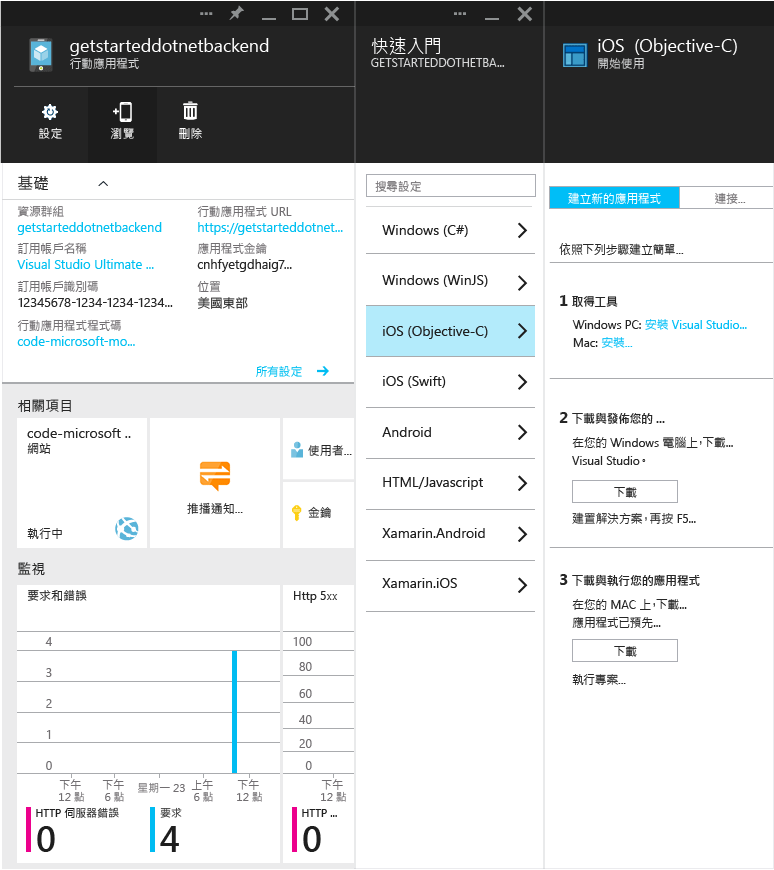 getstarteddotnetbackend
行動應用程式
設定
瀏覽
刪除
基礎
資源群組
getstarteddotnetbackend
訂用帳戶名稱
Visual Studio Ultimate ...
訂用帳戶識別碼
12345678-1234-1234-1234...
行動應用程式程式碼
code-microsoft-mo...
行動應用程式 URL
https://getstarteddotnet...
應用程式金鑰
cnhfyetgdhaig7...
位置
美國東部
所有設定
相關項目
code-microsoft ..
網站
執行中
推播通知...
使用者...
金鑰
監視
要求和錯誤
4
3
2
1
0
下午
12 點
下午
6 點
星期一 23
上午
6 點
下午
12 點
HTTP 伺服器錯誤
0
要求
4
Http 5xx
100
80
60
40
20
0
下午
12 點
HTTP ...
0
快速入門
GETSTARTEDDOTHETBA...
搜尋設定
Windows (C#)
Windows (WinJS)
iOS (Objective-C)
iOS (Swift)
Android
HTML/Javascript
Xamarin.Android
Xamarin.iOS
iOS (Objective-C)
開始使用
建立新的應用程式
連接...
依照下列步驟建立簡單...
1 取得工具
Windows PC: 安裝 Visual Studio...
Mac: 安裝...
2 下載與發佈您的 ...
在您的 Windows 電腦上，下載...
Visual Studio。
下載
建置解決方案，再按 F5...
3 下載與執行您的應用程式
在您的 MAC 上，下載...
應用程式已預先...
下載
執行專案...